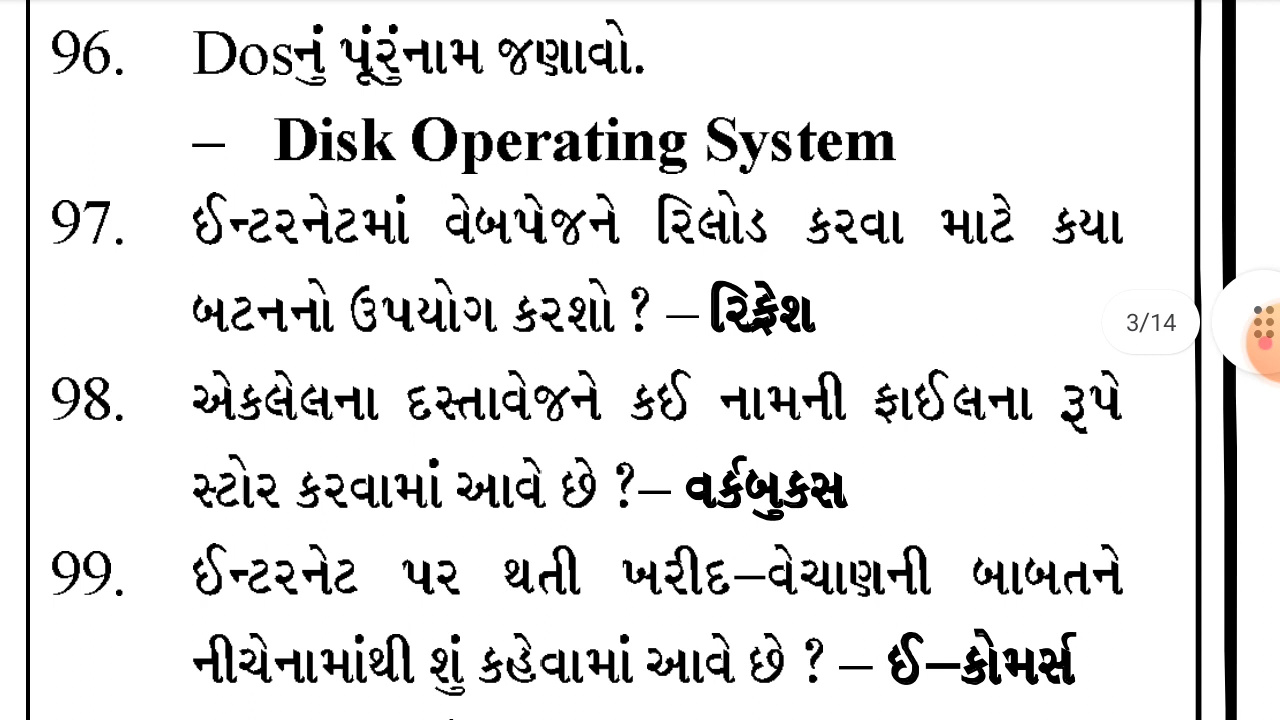 96. Dosનું પૂંરુંનામ જણાવો.
– Disk Operating System
97. ઈન્ટરનેટમાં વેબપેજને રિલોડ કરવા માટે કયા
બટનનો ઉપયોગ કરશો ? – રિફ્રેશ
3/14
98. એકલેલના દસ્તાવેજને કઈ નામની ફાઈલના રૂપે
સ્ટોર કરવામાં આવે છે ?– વર્કબુકસ
99. ઈન્ટરનેટ પર થતી ખરીદ–વેચાણની બાબતને
નીચેનામાંથી શું કહેવામાં આવે છે ? – ઈ–કોમર્સ